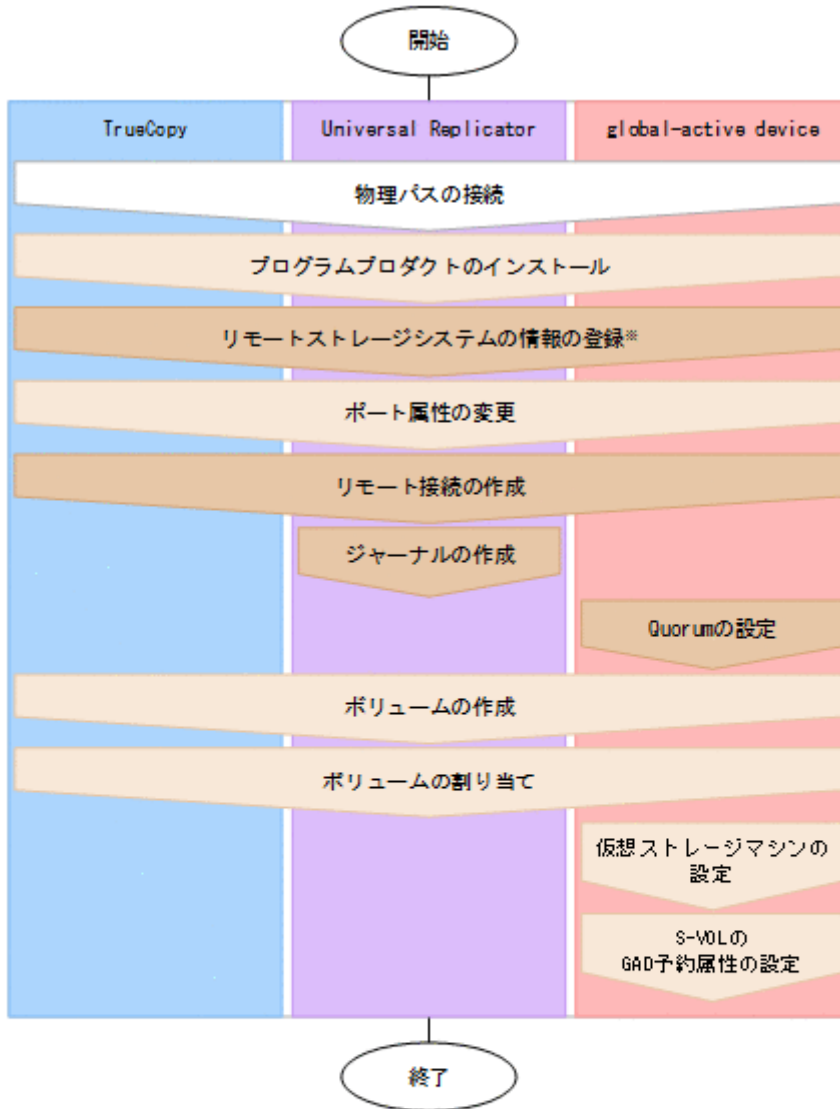 開始
TrueCopy
Universal Replicator
global-active device
物理パスの接続
プログラムプロダクトのインストール
リモートストレージシステムの情報の登録※
ポート属性の変更
リモート接続の作成
ジャーナルの作成
Quorumの設定
ボリュームの作成
ボリュームの割り当て
仮想ストレージマシンの
設定
S-VOLの
GAD予約属性の設定
終了